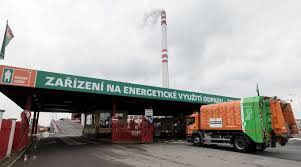 ZAŘÍZENÍ NA ENERGETICKÉ VYUŽITÍ ODPADU